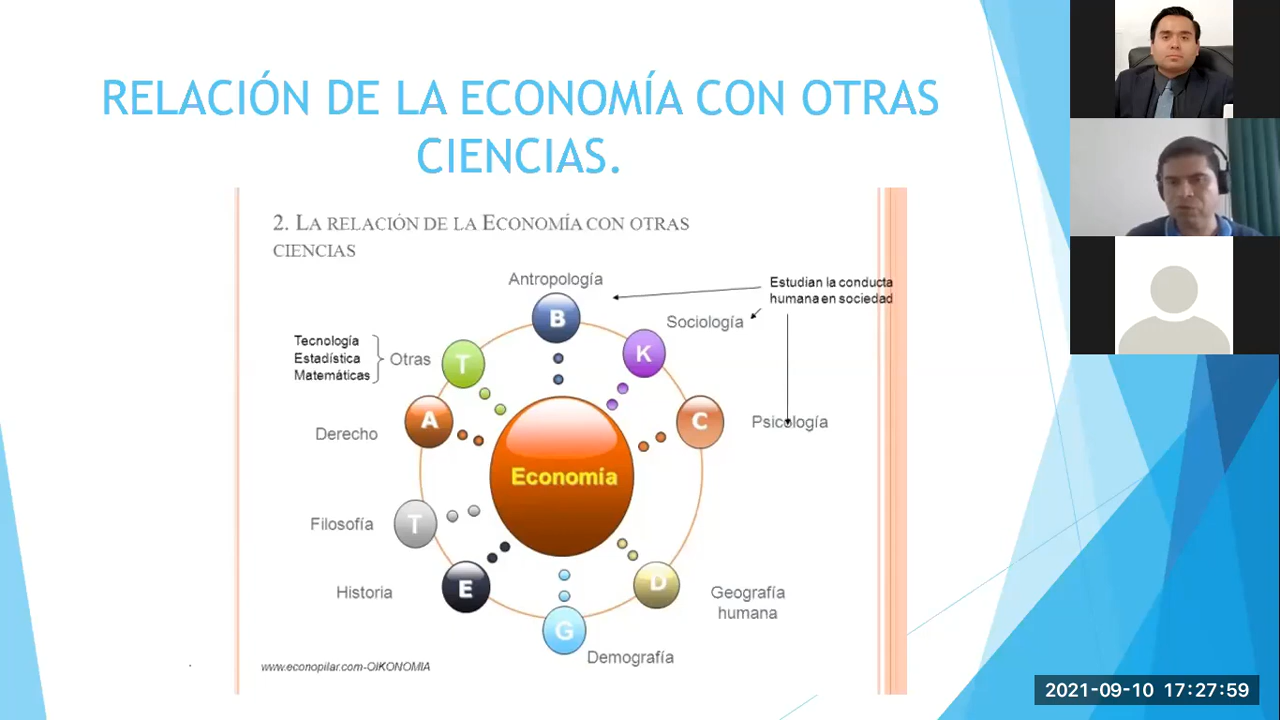 RELACIÓN DE LA ECONOMÍA CON OTRAS
CIENCIAS.
2. LA RELACIÓN DE LA ECONOMÍA CON OTRAS
CIENCIAS
Antropología
Estudian la conducta
humana en sociedad
B
Sociología
K
Tecnología
Estadística
Matemáticas
Otras
T
A
Derecho
C
Psicología
Economía
Filosofía
T
Historia
E
D
Geografía
humana
G
Demografía
www.econopilar.com-OIKONOMIA
2021-09-10 17:27:59